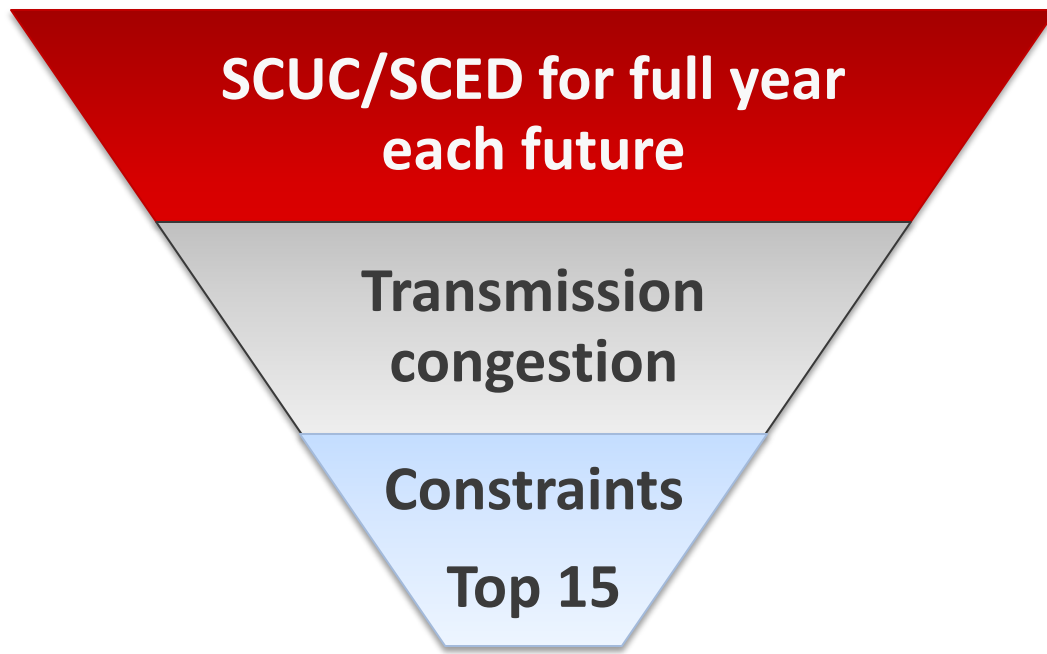 SCUC/SCED for full year
each future
Transmission
congestion
Constraints
Top 15